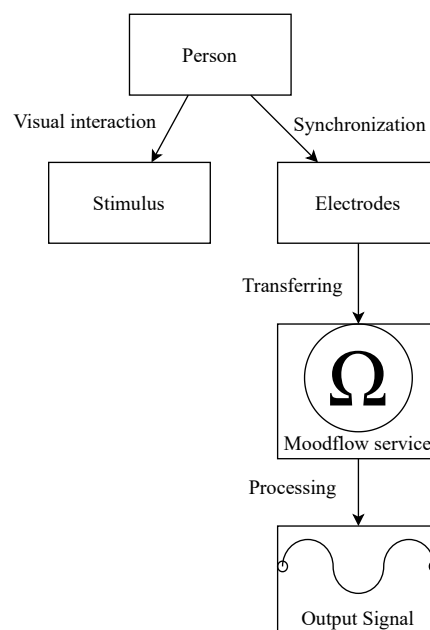 Person
Visual interaction
Synchronization
Stimulus
Electrodes
Transferring
Ω
Moodflow service
Processing
Output Signal